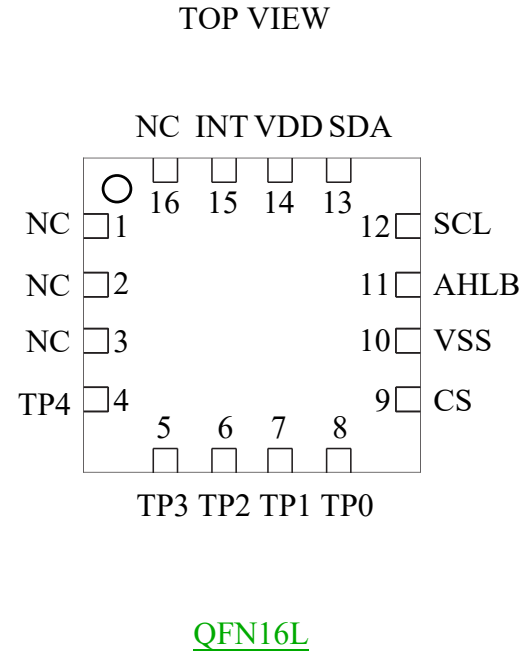 TOP VIEW
NC INT VDD SDA
16 15 14 13
NC 1 12 SCL
NC 2 11 AHLB
NC 3 10 VSS
TP4 4 9 CS
5 6 7 8
TP3 TP2 TP1 TP0
QFN16L